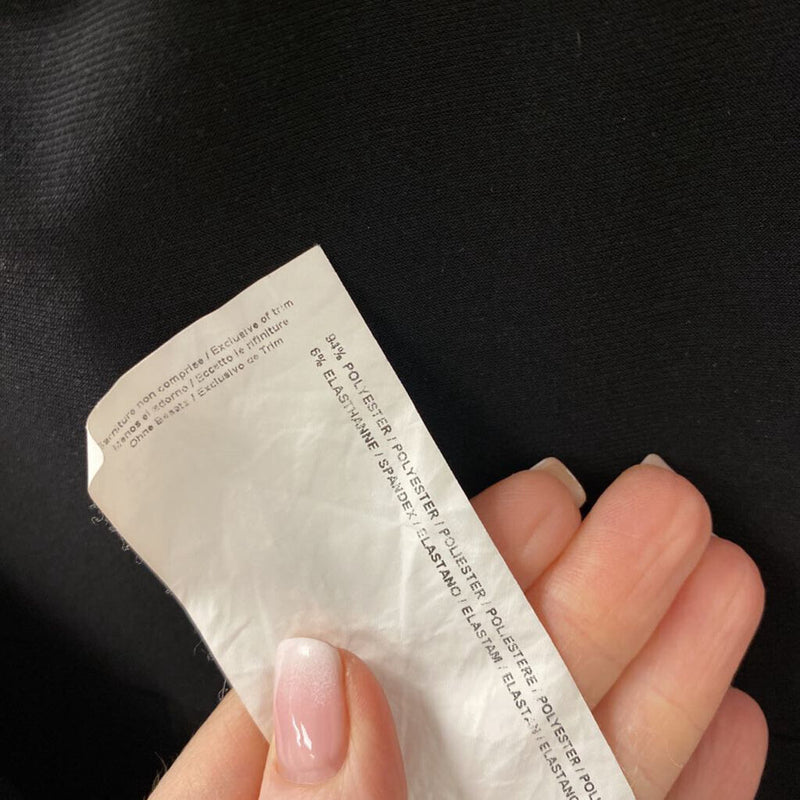 Garniture non comprise / Exclusive of trim
Menos el adorno / Eccetto le rifiniture
Ohne Besatz / Exclusivo de Trim
94% POLYESTER / POLYESTER / POLIESTER / POLIESTERE / POLYESTER / POL
6% ELASTHANNE / SPANDEX / ELASTANO / ELASTAM / ELASTAN / ELASTANO